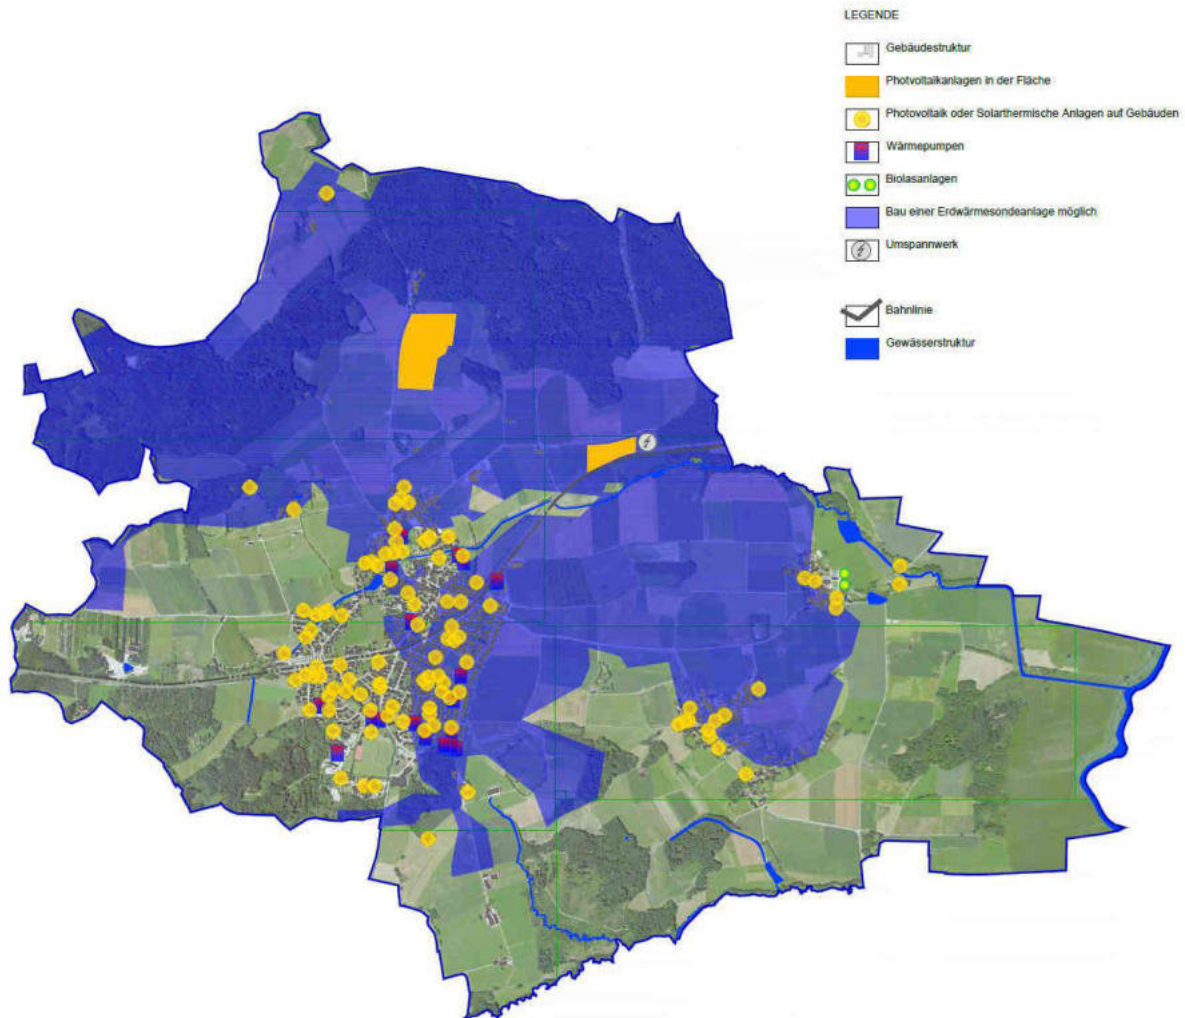 LEGENDE
Gebäudestruktur
Photvoltaikanlagen in der Fläche
Photovoltaik oder Solarthermische Anlagen auf Gebäuden
Wärmepumpen
Biolasanlagen
Bau einer Erdwärmesondeanlage möglich
Umspannwerk
Bahnlinie
Gewässerstruktur